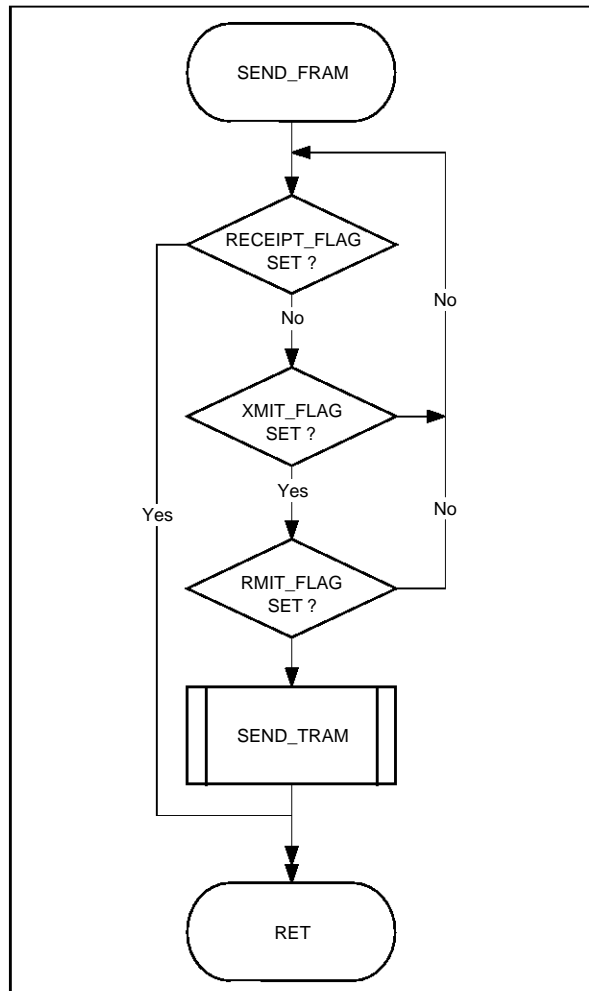 SEND_FRAM
RECEIPT_FLAG
SET ?
No
No
XMIT_FLAG
SET ?
Yes
Yes
No
RMIT_FLAG
SET ?
SEND_TRAM
RET